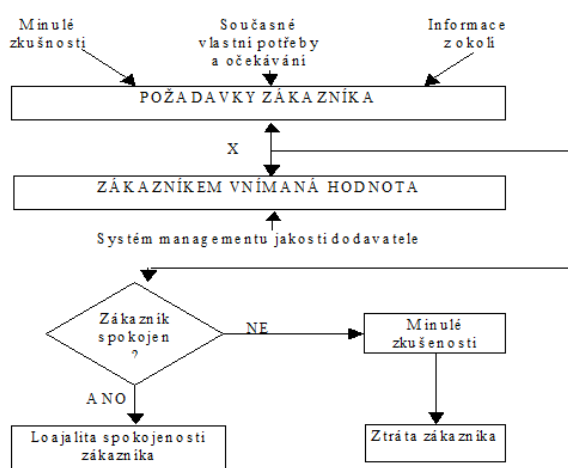 Minulé
zkušnosti
Současné
vlastní potřeby
a očekávání
Informace
z okolí
POŽADAVKY ZÁKAZNÍKA
X
ZÁKAZNÍKEM VNÍMANÁ HODNOTA
Systém managementu jakosti dodavatele
Zákazník
spokojen
?
NE
Minulé
zkušenosti
ANO
Loajalita spokojenosti
zákazníka
Ztráta zákazníka